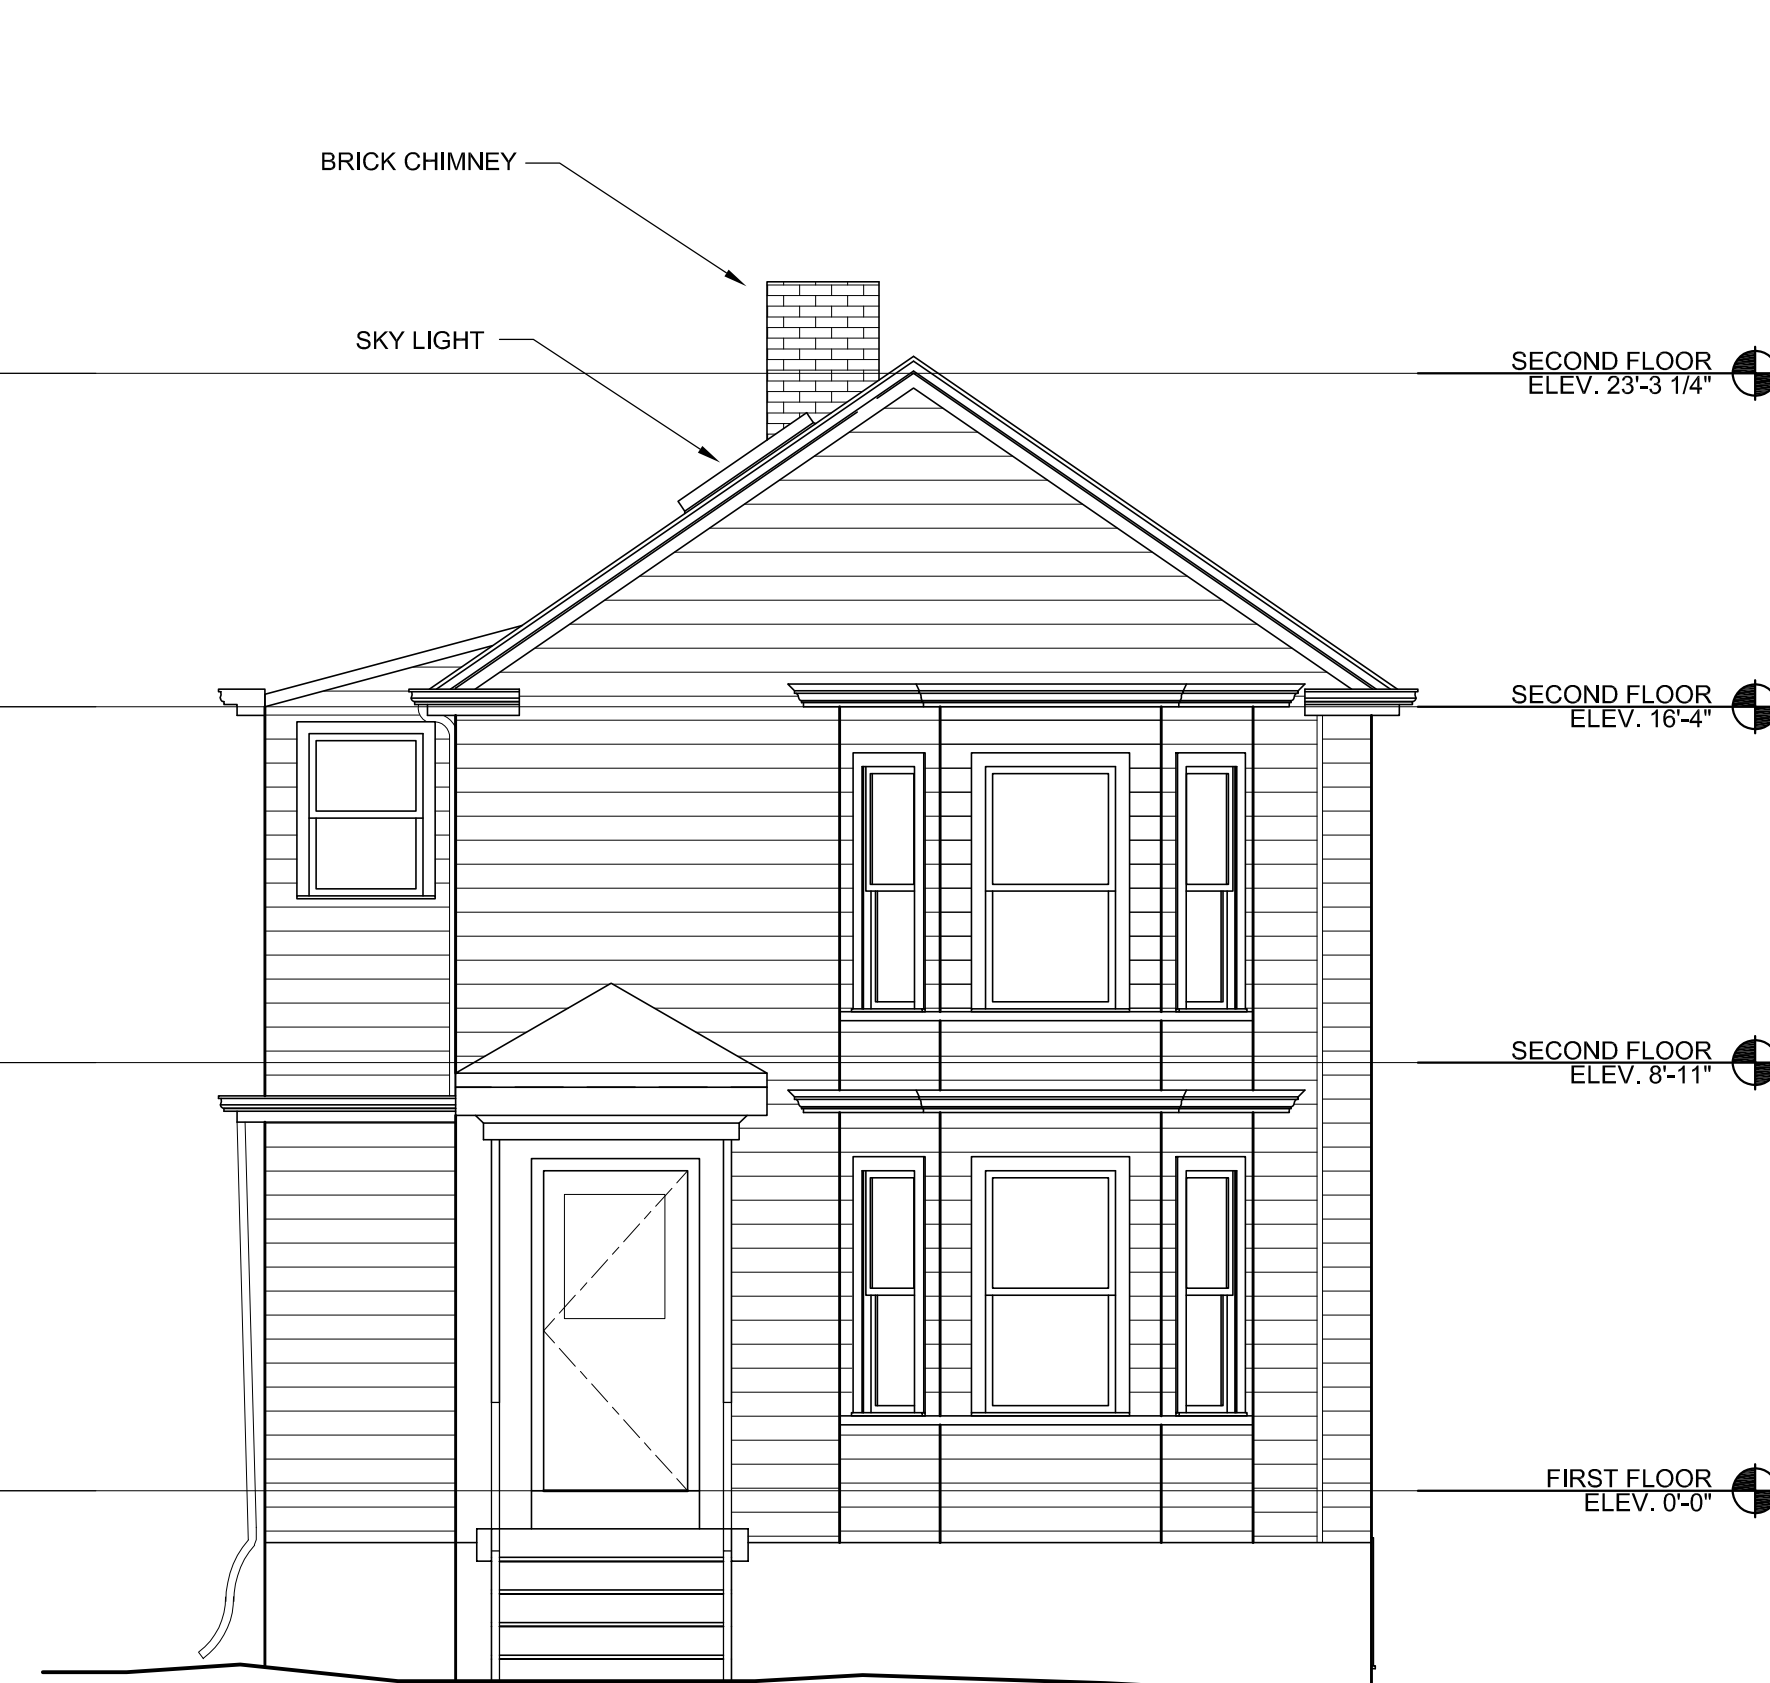 BRICK CHIMNEY
SKY LIGHT
SECOND FLOOR
ELEV. 23'-3 1/4"
SECOND FLOOR
ELEV. 16'-4"
SECOND FLOOR
ELEV. 8'-11"
FIRST FLOOR
ELEV. 0'-0"